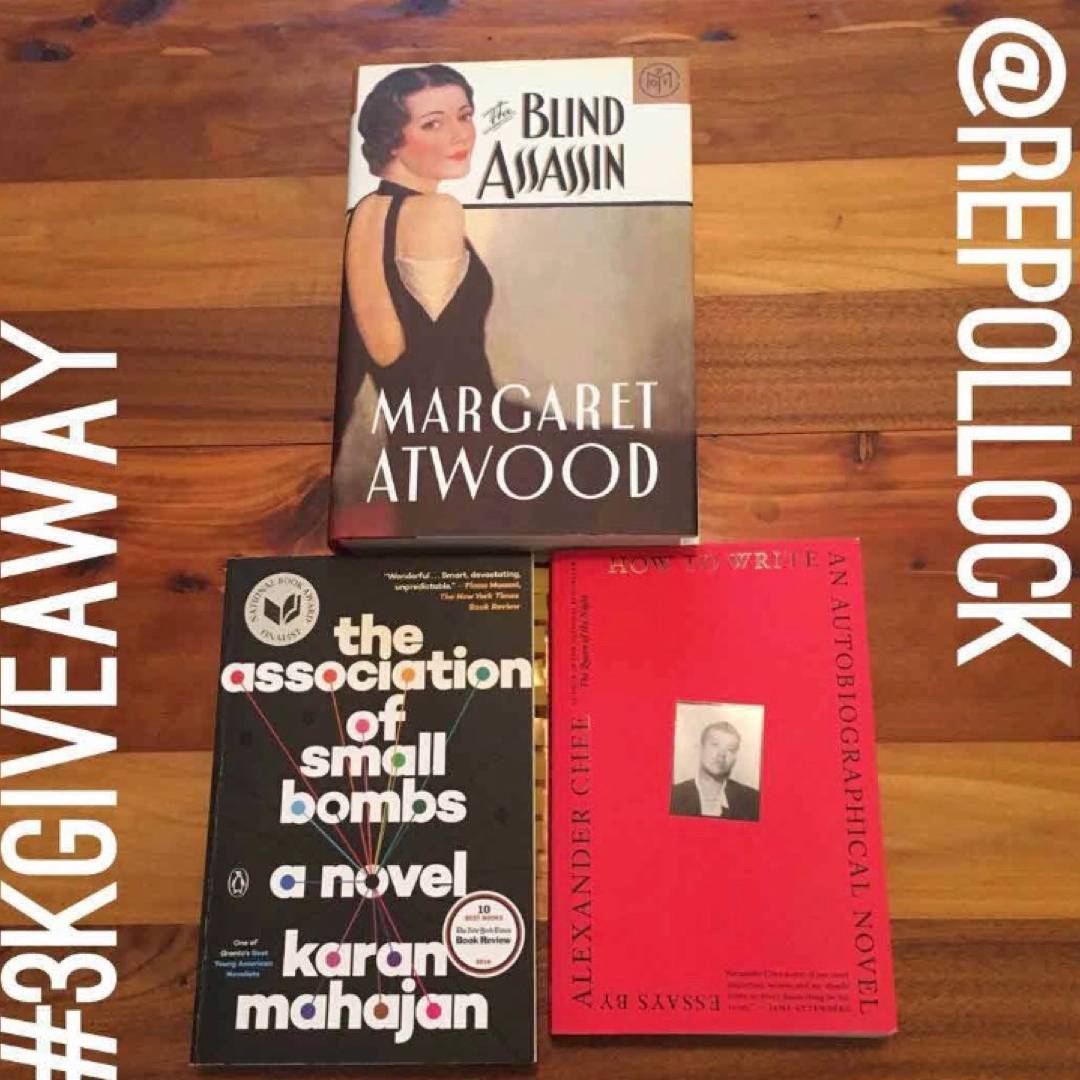 @REPOLLOCK
#3KGIVEAWAY
The BLIND
ASSASSIN
MARGARET
ATWOOD
NATIONAL BOOK AWARD
FINALIST
"Wonderful . . . Smart, devastating,
unpredictable." – Fiona Maazel,
The New York Times
Book Review
the
association
of
small
bombs
a novel
10
BEST BOOKS
The New York Times
Book Review
2016
One of
Granta's Best
Young American
Novelists
karan
mahajan
HOW TO WRITE
AN AUTOBIOGRAPHICAL NOVEL
ESSAYS BY
ALEXANDER CHEE
The Queen of the Night